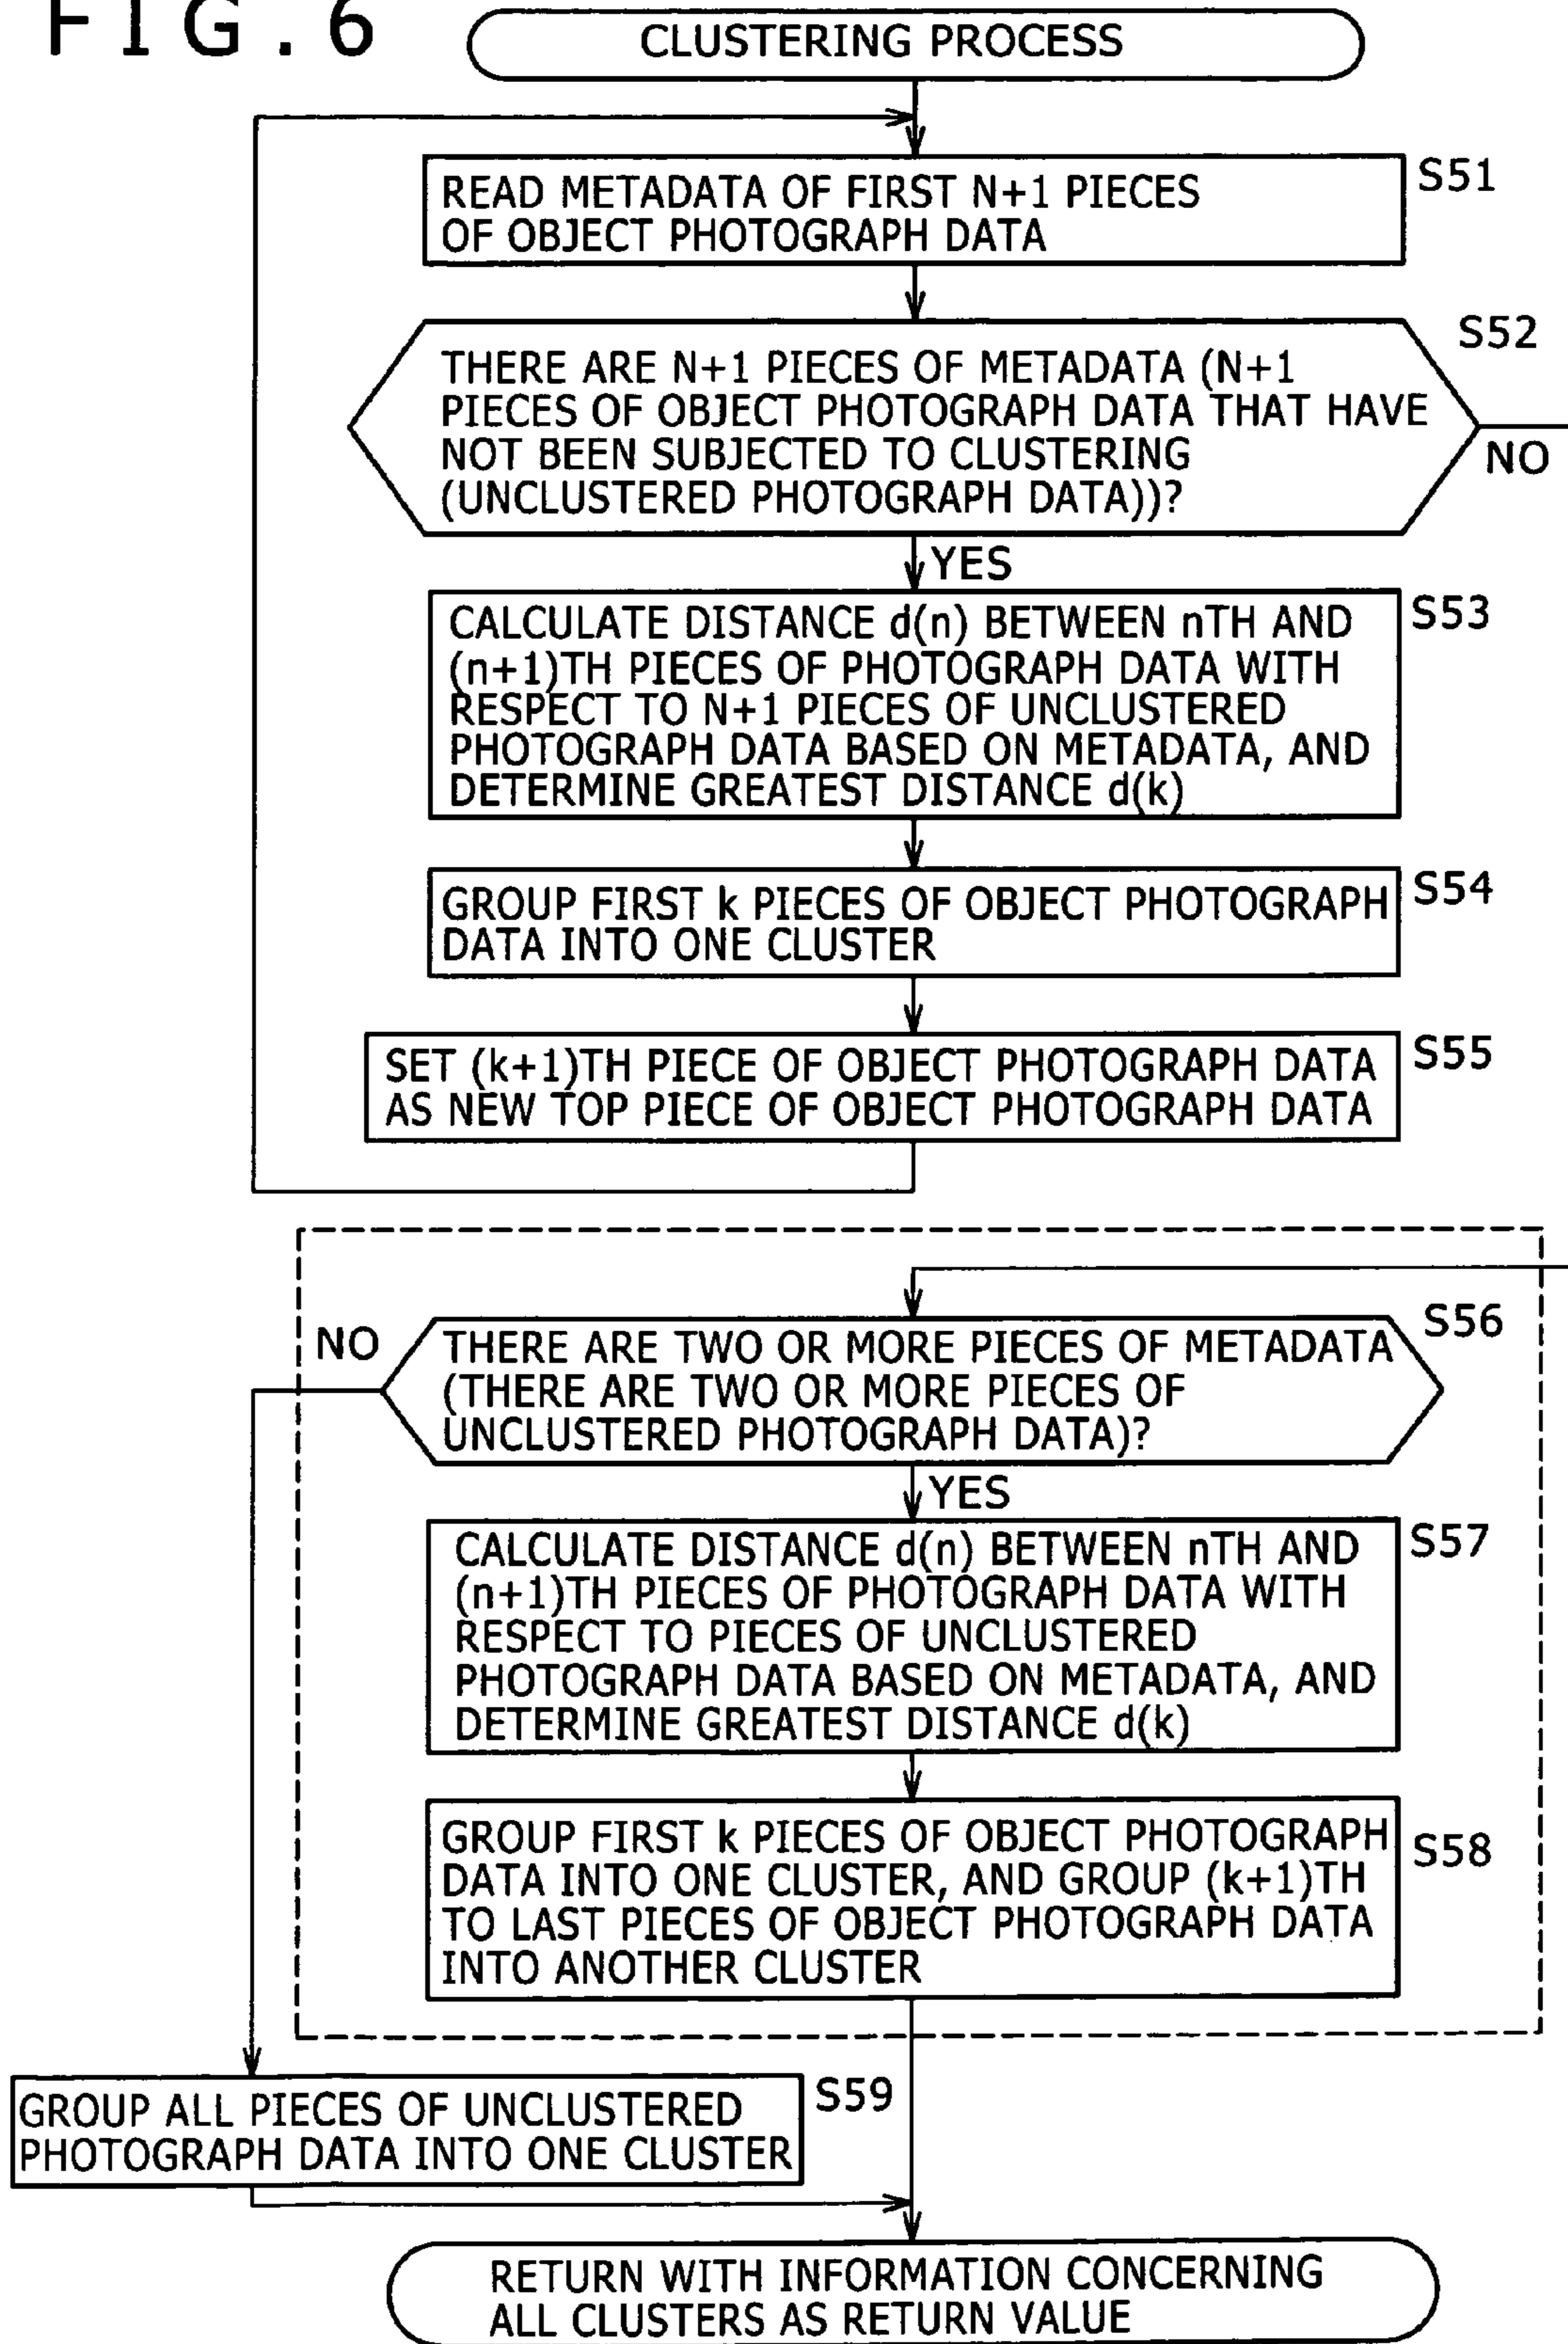 FIG.6
CLUSTERING PROCESS
READ METADATA OF FIRST N+1 PIECES
OF OBJECT PHOTOGRAPH DATA
S51
THERE ARE N+1 PIECES OF METADATA (N+1
PIECES OF OBJECT PHOTOGRAPH DATA THAT HAVE
NOT BEEN SUBJECTED TO CLUSTERING
(UNCLUSTERED PHOTOGRAPH DATA))?
S52
NO
YES
CALCULATE DISTANCE d(n) BETWEEN nTH AND
(n+1)TH PIECES OF PHOTOGRAPH DATA WITH
RESPECT TO N+1 PIECES OF UNCLUSTERED
PHOTOGRAPH DATA BASED ON METADATA, AND
DETERMINE GREATEST DISTANCE d(k)
S53
GROUP FIRST k PIECES OF OBJECT PHOTOGRAPH
DATA INTO ONE CLUSTER
S54
SET (k+1)TH PIECE OF OBJECT PHOTOGRAPH DATA
AS NEW TOP PIECE OF OBJECT PHOTOGRAPH DATA
S55
NO
THERE ARE TWO OR MORE PIECES OF METADATA
(THERE ARE TWO OR MORE PIECES OF
UNCLUSTERED PHOTOGRAPH DATA)?
S56
YES
CALCULATE DISTANCE d(n) BETWEEN nTH AND
(n+1)TH PIECES OF PHOTOGRAPH DATA WITH
RESPECT TO PIECES OF UNCLUSTERED
PHOTOGRAPH DATA BASED ON METADATA, AND
DETERMINE GREATEST DISTANCE d(k)
S57
GROUP FIRST k PIECES OF OBJECT PHOTOGRAPH
DATA INTO ONE CLUSTER, AND GROUP (k+1)TH
TO LAST PIECES OF OBJECT PHOTOGRAPH DATA
INTO ANOTHER CLUSTER
S58
GROUP ALL PIECES OF UNCLUSTERED
PHOTOGRAPH DATA INTO ONE CLUSTER
S59
RETURN WITH INFORMATION CONCERNING
ALL CLUSTERS AS RETURN VALUE